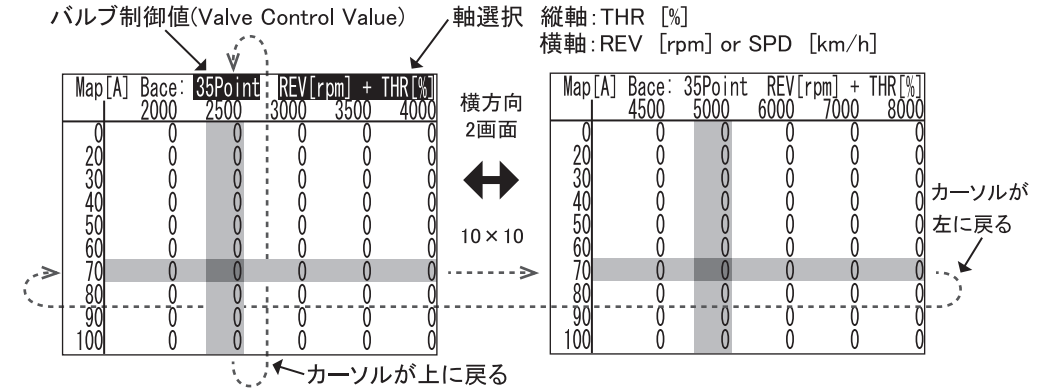 バルブ制御値(Valve Control Value)
軸選択 縦軸:THR [%]
横軸:REV [rpm] or SPD [km/h]
Map[A] Bace: 35Point REV[rpm] + THR[%]
2000 2500 3000 3500 4000
0 0 0 0 0 0
20 0 0 0 0 0
30 0 0 0 0 0
40 0 0 0 0 0
50 0 0 0 0 0
60 0 0 0 0 0
70 0 0 0 0 0
80 0 0 0 0 0
90 0 0 0 0 0
100 0 0 0 0 0
横方向
2画面
10×10
Map[A] Bace: 35Point REV[rpm] + THR[%]
4500 5000 6000 7000 8000
0 0 0 0 0 0
20 0 0 0 0 0
30 0 0 0 0 0
40 0 0 0 0 0
50 0 0 0 0 0
60 0 0 0 0 0
70 0 0 0 0 0
80 0 0 0 0 0
90 0 0 0 0 0
100 0 0 0 0 0
カーソルが
左に戻る
カーソルが上に戻る